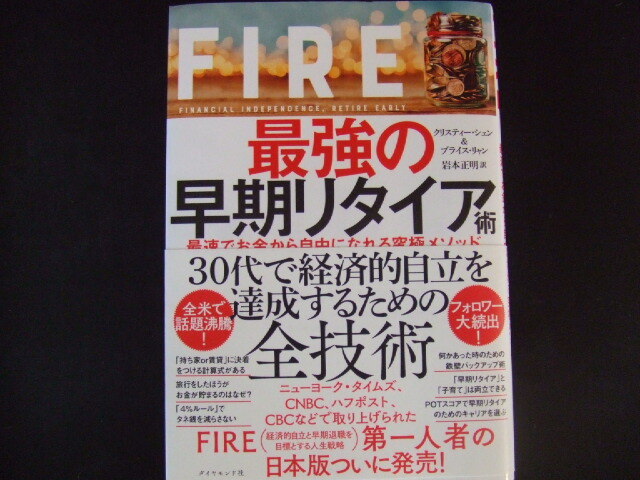 FIRE
FINANCIAL INDEPENDENCE, RETIRE EARLY
クリスティー・シェン
&
ブライス・リャン
岩本正明 訳
最強の
早期リタイア術
最速でお金から自由になれる究極メソッド
30代で経済的自立を
達成するための
全技術
全米で
話題沸騰
!
フォロワー
大続出
!
「持ち家or賃貸」に決着
をつける計算式がある
旅行をしたほうが
お金が貯まるのはなぜ?
「4%ルール」で
タネ銭を減らさない
何かあった時のための
鉄壁バックアップ術
「早期リタイア」と
「子育て」は両立できる
POTスコアで早期リタイア
のためのキャリアを選ぶ
ニューヨーク・タイムズ、
CNBC、ハフポスト、
CBCなどで取り上げられた
FIRE(経済的自立と早期退職を
目標とする人生戦略)第一人者の
日本版ついに発売!
ダイヤモンド社